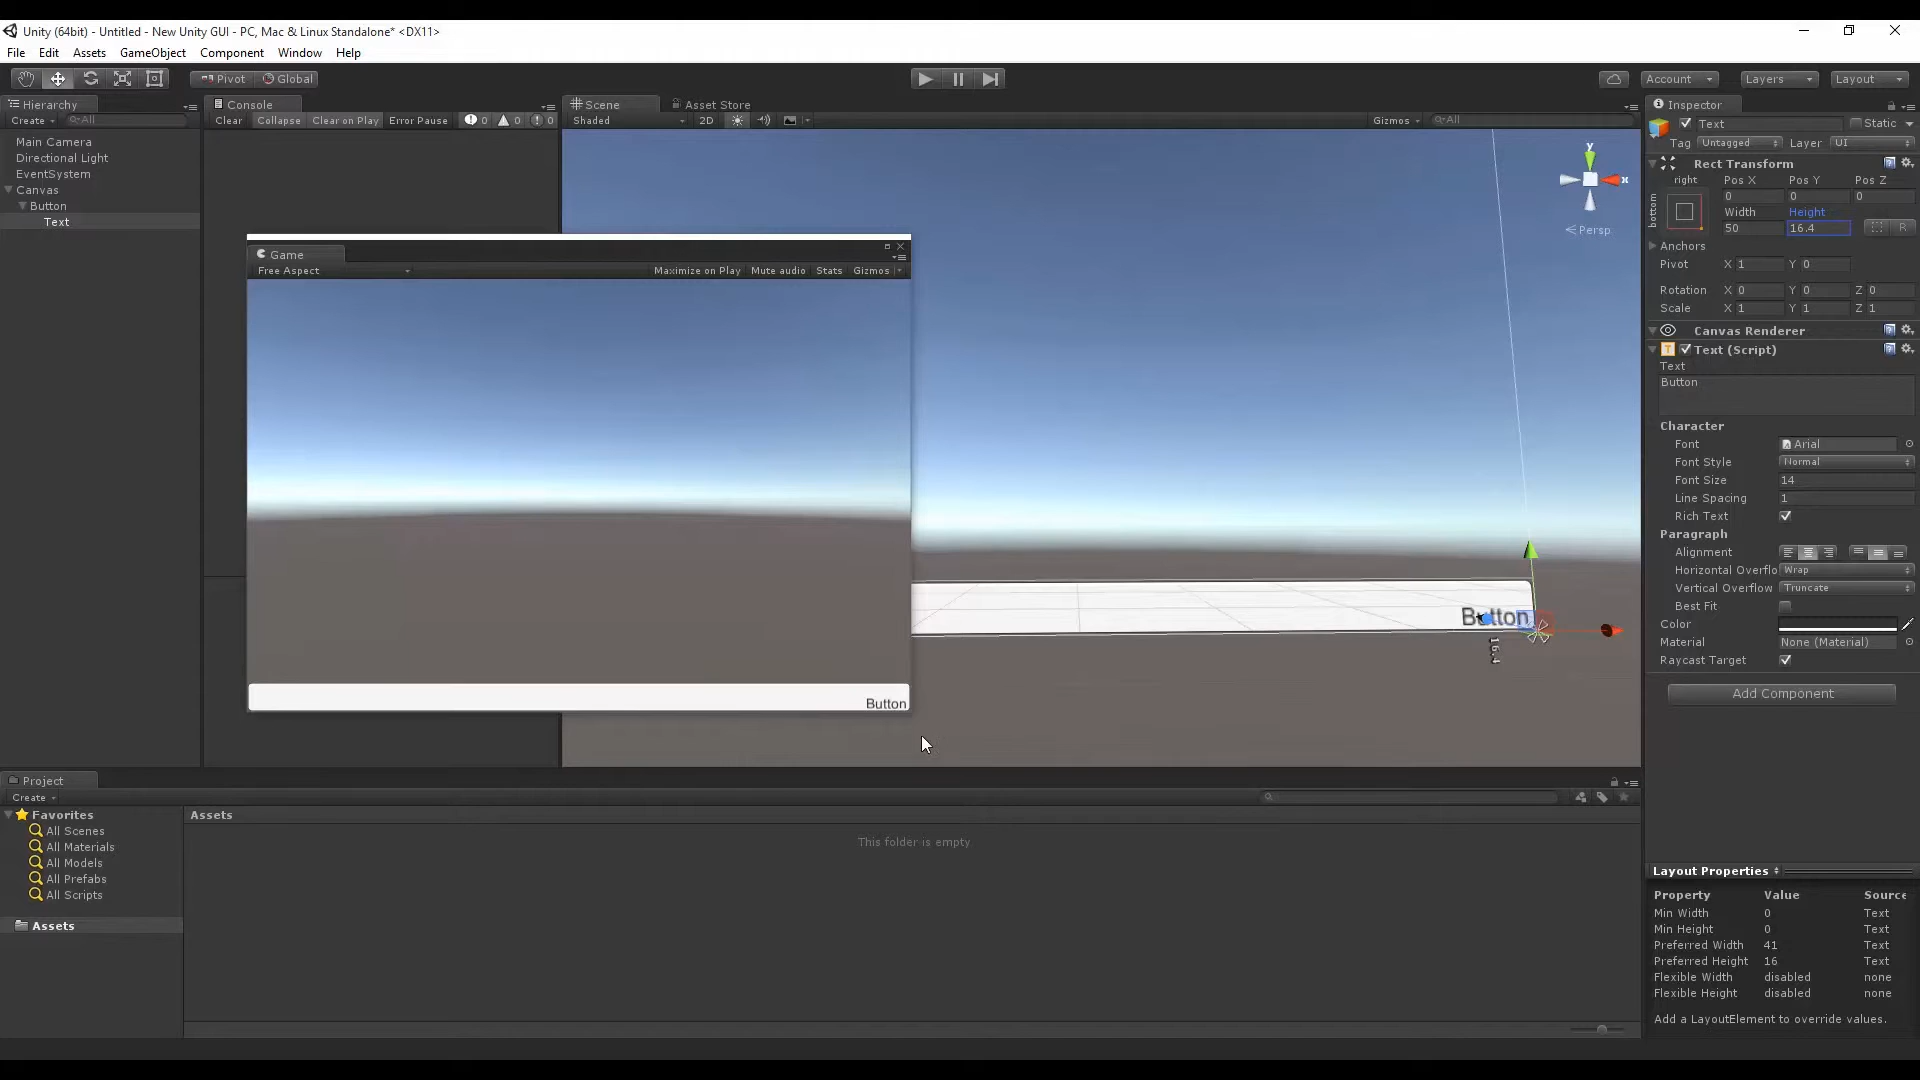 Unity (64bit) - Untitled - New Unity GUI - PC, Mac & Linux Standalone* <DX11>
File Edit Assets GameObject Component Window Help
Pivot Global Account Layers Layout
Hierarchy
Create All
Main Camera
Directional Light
EventSystem
Canvas
Button
Text
Console
Clear Collapse Clear on Play Error Pause 0 0 0
Game
Free Aspect Maximize on Play Mute audio Stats Gizmos
Button
Scene Asset Store
Shaded 2D Gizmos All
y
x
Persp
Button
16.4
Inspector
Text Static
Tag Untagged Layer UI
Rect Transform
right Pos X Pos Y Pos Z
bottom
0 0 0
Width Height
50 16.4 R
Anchors
Pivot X 1 Y 0
Rotation X 0 Y 0 Z 0
Scale X 1 Y 1 Z 1
Canvas Renderer
Text (Script)
Text
Button
Character
Font Arial
Font Style Normal
Font Size 14
Line Spacing 1
Rich Text
Paragraph
Alignment
Horizontal Overflo Wrap
Vertical Overflow Truncate
Best Fit
Color
Material None (Material)
Raycast Target
Add Component
Layout Properties
Property Value Source
Min Width 0 Text
Min Height 0 Text
Preferred Width 41 Text
Preferred Height 16 Text
Flexible Width disabled none
Flexible Height disabled none
Add a LayoutElement to override values.
Project
Create
Favorites
All Scenes
All Materials
All Models
All Prefabs
All Scripts
Assets
Assets
This folder is empty